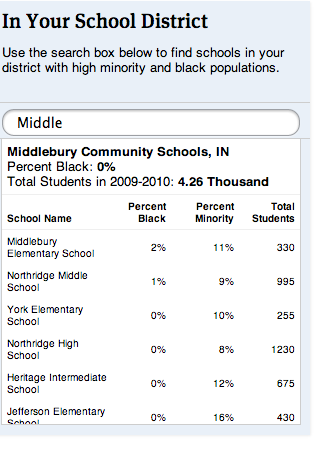 In Your School District
Use the search box below to find schools in your
district with high minority and black populations.
Middle
Middlebury Community Schools, IN
Percent Black: 0%
Total Students in 2009-2010: 4.26 Thousand
School Name Percent Black Percent Minority Total Students
Middlebury
Elementary School 2% 11% 330
Northridge Middle
School 1% 9% 995
York Elementary
School 0% 10% 255
Northridge High
School 0% 8% 1230
Heritage Intermediate
School 0% 12% 675
Jefferson Elementary
School 0% 16% 430